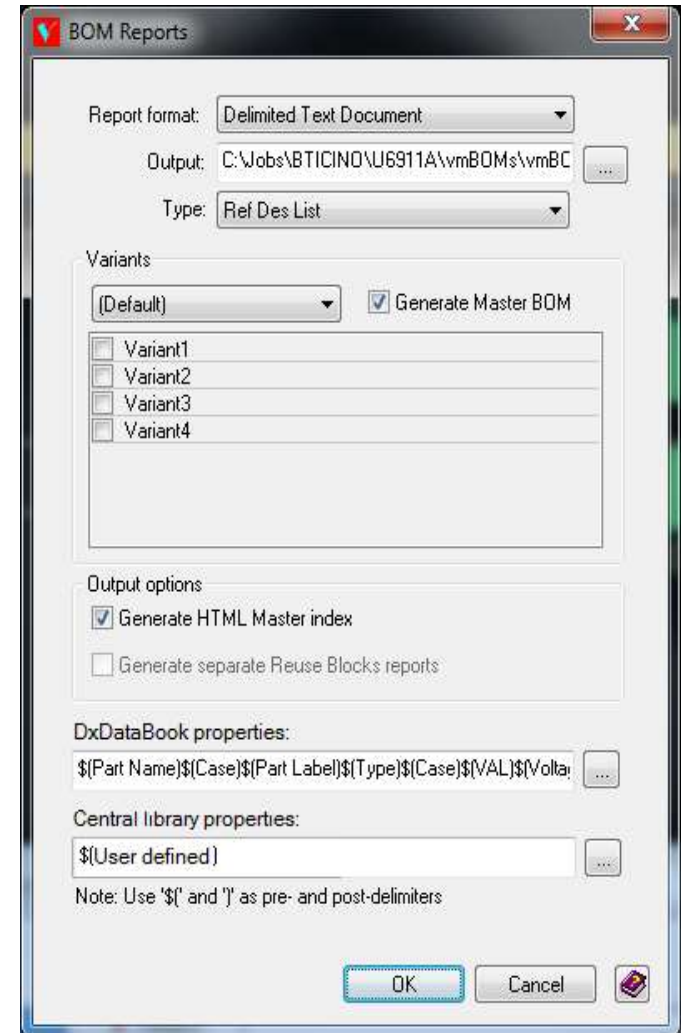 BOM Reports
Report format: Delimited Text Document
Output: C:\Jobs\BTICINO\U6911A\vmBOMs\vmBC ...
Type: Ref Des List
Variants
(Default) Generate Master BOM
Variant1
Variant2
Variant3
Variant4
Output options
Generate HTML Master index
Generate separate Reuse Blocks reports
DxDataBook properties:
$(Part Name)$(Case)$(Part Label)$(Type)$(Case)$(VAL)$(Voltag ...
Central library properties:
$(User defined) ...
Note: Use '$(' and ')' as pre- and post-delimiters
OK Cancel